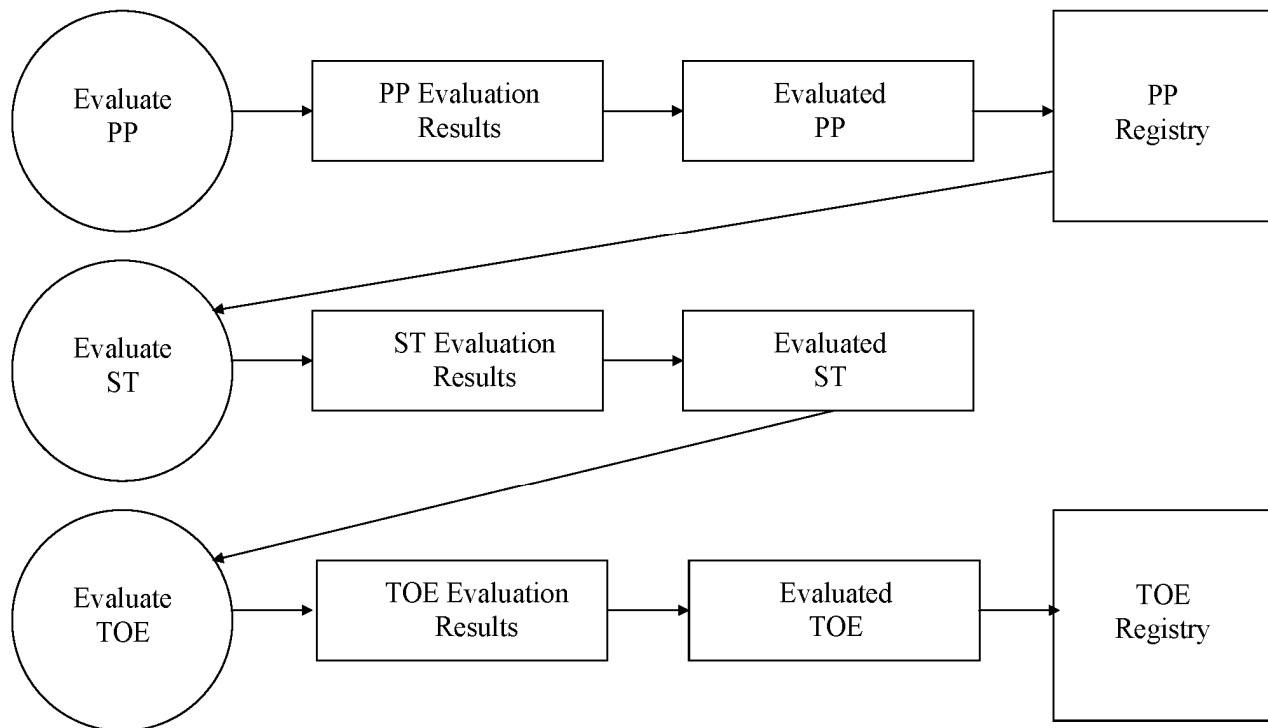 Evaluate
PP
PP Evaluation
Results
Evaluated
PP
PP
Registry
Evaluate
ST
ST Evaluation
Results
Evaluated
ST
Evaluate
TOE
TOE Evaluation
Results
Evaluated
TOE
TOE
Registry